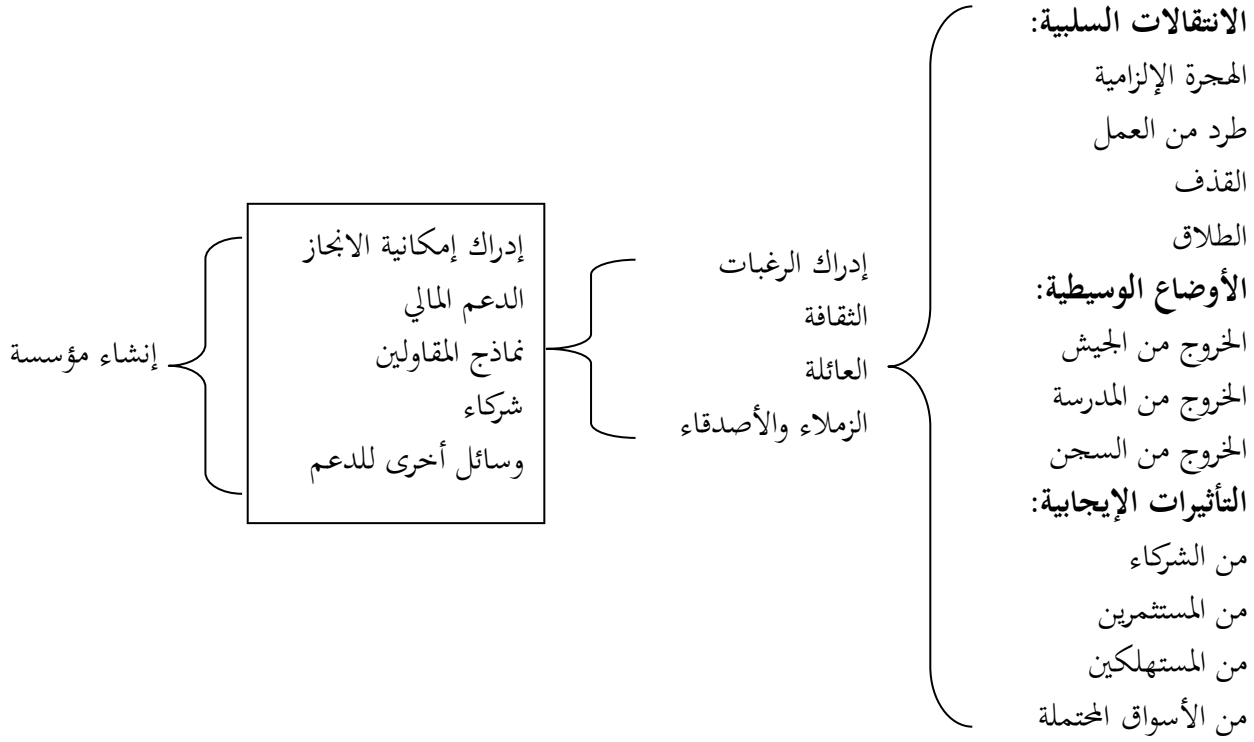 الانتقالات السلبية:
الهجرة الإلزامية
طرد من العمل
القذف
الطلاق
الأوضاع الوسيطية:
الخروج من الجيش
الخروج من المدرسة
الخروج من السجن
التأثيرات الإيجابية:
من الشركاء
من المستثمرين
من المستهلكين
من الأسواق المحتملة
إدراك الرغبات
الثقافة
العائلة
الزملاء والأصدقاء
إدراك إمكانية الانجاز
الدعم المالي
نماذج المقاولين
شركاء
وسائل أخرى للدعم
إنشاء مؤسسة